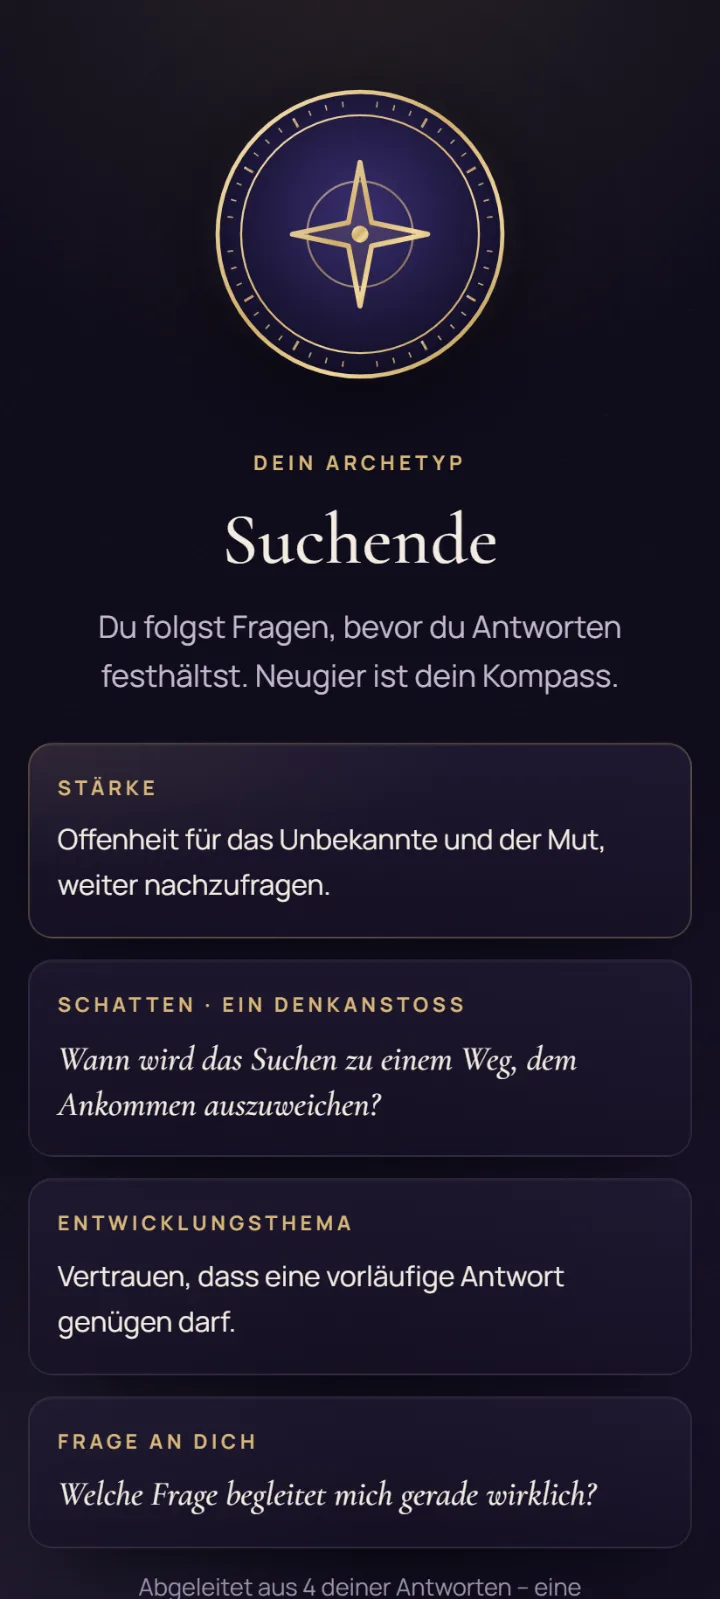 DEIN ARCHETYP
Suchende
Du folgst Fragen, bevor du Antworten
festhältst. Neugier ist dein Kompass.
STÄRKE
Offenheit für das Unbekannte und der Mut,
weiter nachzufragen.
SCHATTEN · EIN DENKANSTOSS
Wann wird das Suchen zu einem Weg, dem
Ankommen auszuweichen?
ENTWICKLUNGSTHEMA
Vertrauen, dass eine vorläufige Antwort
genügen darf.
FRAGE AN DICH
Welche Frage begleitet mich gerade wirklich?
Abgeleitet aus 4 deiner Antworten – eine